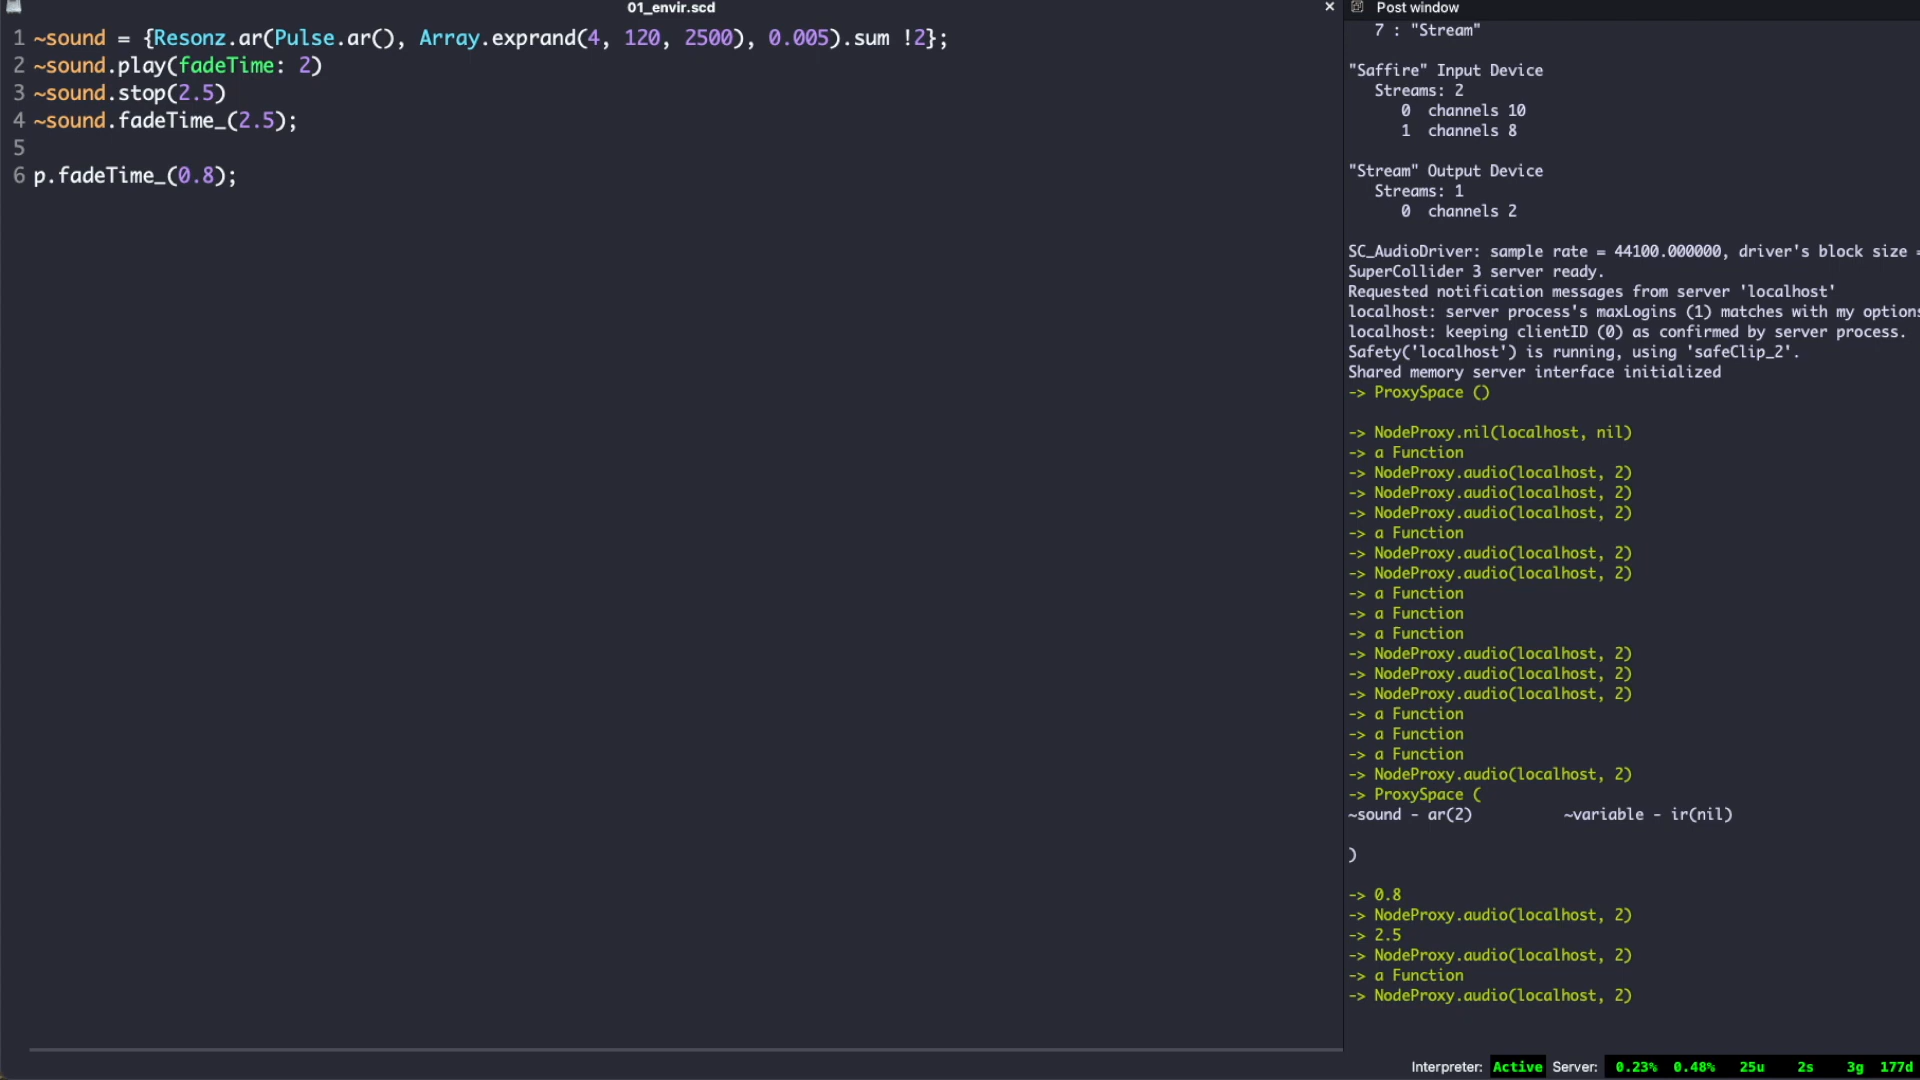 01_envir.scd
1 ~sound = {Resonz.ar(Pulse.ar(), Array.exprand(4, 120, 2500), 0.005).sum !2};
2 ~sound.play(fadeTime: 2)
3 ~sound.stop(2.5)
4 ~sound.fadeTime_(2.5);
5
6 p.fadeTime_(0.8);
× Post window
7 : "Stream"
"Saffire" Input Device
Streams: 2
0 channels 10
1 channels 8
"Stream" Output Device
Streams: 1
0 channels 2
SC_AudioDriver: sample rate = 44100.000000, driver's block size =
SuperCollider 3 server ready.
Requested notification messages from server 'localhost'
localhost: server process's maxLogins (1) matches with my options
localhost: keeping clientID (0) as confirmed by server process.
Safety('localhost') is running, using 'safeClip_2'.
Shared memory server interface initialized
-> ProxySpace ()
-> NodeProxy.nil(localhost, nil)
-> a Function
-> NodeProxy.audio(localhost, 2)
-> NodeProxy.audio(localhost, 2)
-> NodeProxy.audio(localhost, 2)
-> a Function
-> NodeProxy.audio(localhost, 2)
-> NodeProxy.audio(localhost, 2)
-> a Function
-> a Function
-> a Function
-> NodeProxy.audio(localhost, 2)
-> NodeProxy.audio(localhost, 2)
-> NodeProxy.audio(localhost, 2)
-> a Function
-> a Function
-> a Function
-> NodeProxy.audio(localhost, 2)
-> ProxySpace (
~sound - ar(2) ~variable - ir(nil)
)
-> 0.8
-> NodeProxy.audio(localhost, 2)
-> 2.5
-> NodeProxy.audio(localhost, 2)
-> a Function
-> NodeProxy.audio(localhost, 2)
Interpreter: Active Server: 0.23% 0.48% 25u 2s 3g 177d